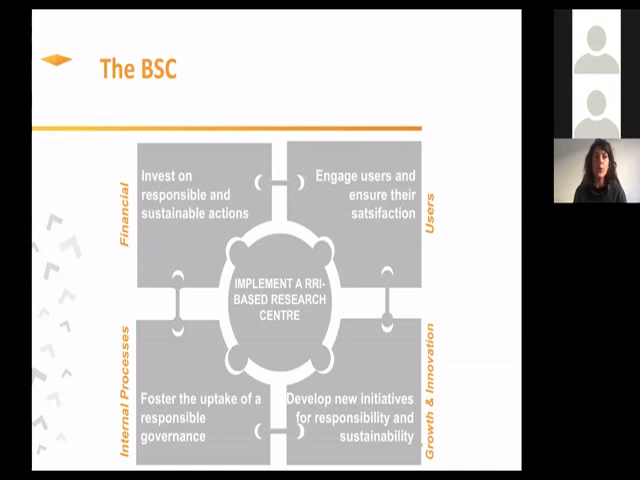 The BSC
Financial
Invest on
responsible and
sustainable actions
Engage users and
ensure their
satsifaction
Users
IMPLEMENT A RRI-
BASED RESEARCH
CENTRE
Internal Processes
Foster the uptake of a
responsible
governance
Develop new initiatives
for responsibility and
sustainability
Growth & Innovation